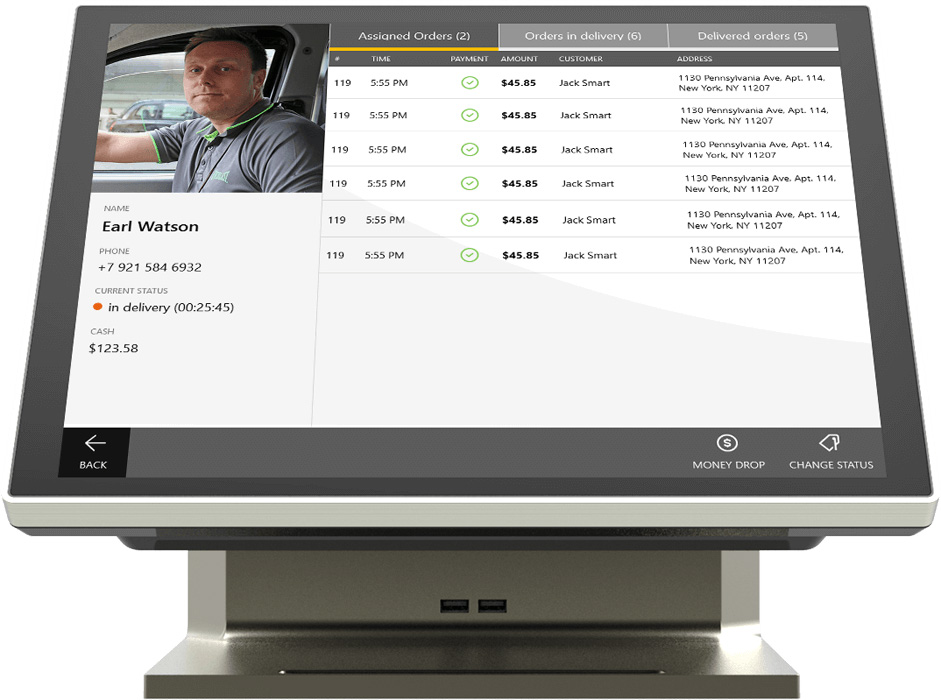 Assigned Orders (2)
Orders in delivery (6)
Delivered orders (5)
# TIME PAYMENT AMOUNT CUSTOMER ADDRESS
119 5:55 PM $45.85 Jack Smart 1130 Pennsylvania Ave, Apt. 114,
New York, NY 11207
119 5:55 PM $45.85 Jack Smart 1130 Pennsylvania Ave, Apt. 114,
New York, NY 11207
119 5:55 PM $45.85 Jack Smart 1130 Pennsylvania Ave, Apt. 114,
New York, NY 11207
119 5:55 PM $45.85 Jack Smart 1130 Pennsylvania Ave, Apt. 114,
New York, NY 11207
119 5:55 PM $45.85 Jack Smart 1130 Pennsylvania Ave, Apt. 114,
New York, NY 11207
119 5:55 PM $45.85 Jack Smart 1130 Pennsylvania Ave, Apt. 114,
New York, NY 11207
NAME
Earl Watson
PHONE
+7 921 584 6932
CURRENT STATUS
in delivery (00:25:45)
CASH
$123.58
BACK
$
MONEY DROP
CHANGE STATUS